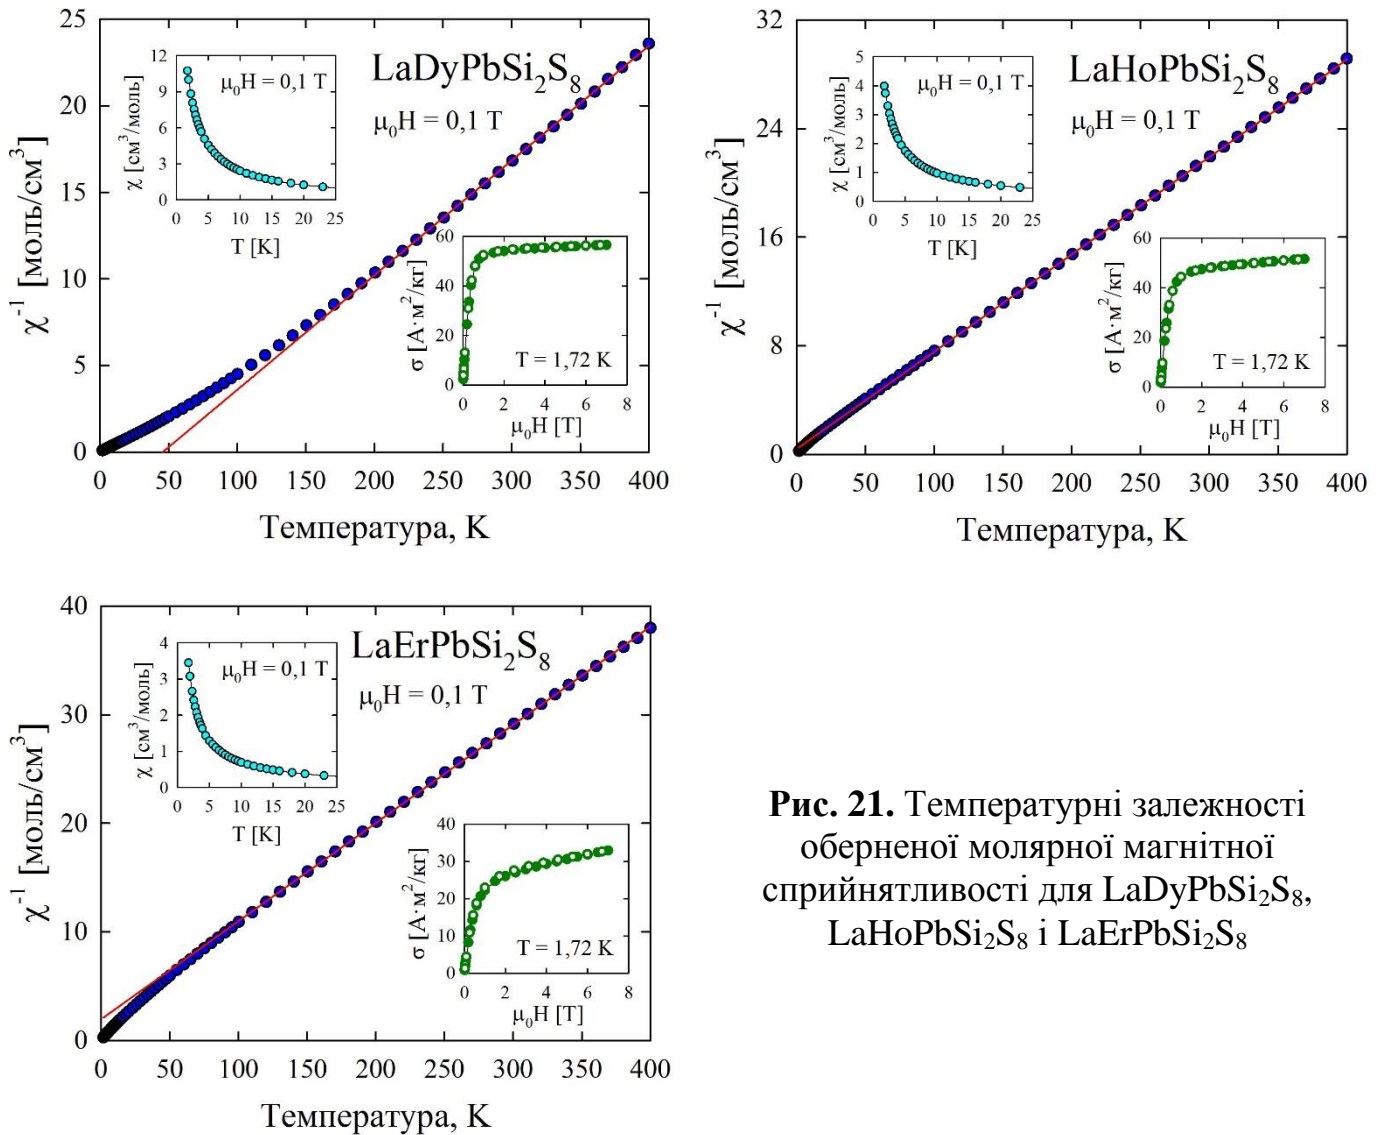 LaDyPbSi₂S₈
μ₀H = 0,1 T
χ⁻¹ [моль/см³]
25
20
15
10
5
0
0 50 100 150 200 250 300 350 400
Температура, К
μ₀H = 0,1 T
χ [см³/моль]
12
9
6
3
0
0 5 10 15 20 25
T [K]
σ [А·м²/кг]
60
40
20
0
T = 1,72 K
0 2 4 6 8
μ₀H [T]
LaHoPbSi₂S₈
μ₀H = 0,1 T
χ⁻¹ [моль/см³]
32
24
16
8
0
0 50 100 150 200 250 300 350 400
Температура, К
μ₀H = 0,1 T
χ [см³/моль]
5
4
3
2
1
0
0 5 10 15 20 25
T [K]
σ [А·м²/кг]
60
40
20
0
T = 1,72 K
0 2 4 6 8
μ₀H [T]
LaErPbSi₂S₈
μ₀H = 0,1 T
χ⁻¹ [моль/см³]
40
30
20
10
0
0 50 100 150 200 250 300 350 400
Температура, К
μ₀H = 0,1 T
χ [см³/моль]
4
3
2
1
0
0 5 10 15 20 25
T [K]
σ [А·м²/кг]
40
30
20
10
0
T = 1,72 K
0 2 4 6 8
μ₀H [T]
Рис. 21. Температурні залежності
оберненої молярної магнітної
сприйнятливості для LaDyPbSi₂S₈,
LaHoPbSi₂S₈ і LaErPbSi₂S₈